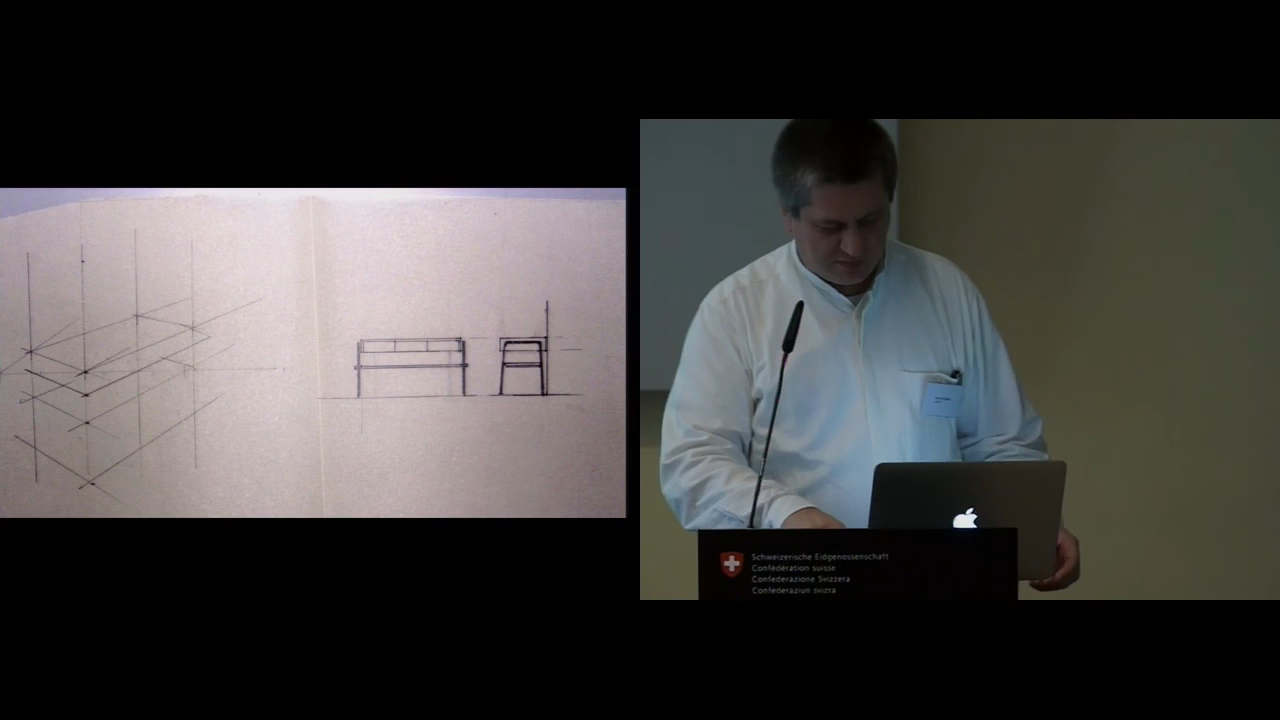 Schweizerische Eidgenossenschaft
Confédération suisse
Confederazione Svizzera
Confederaziun svizra